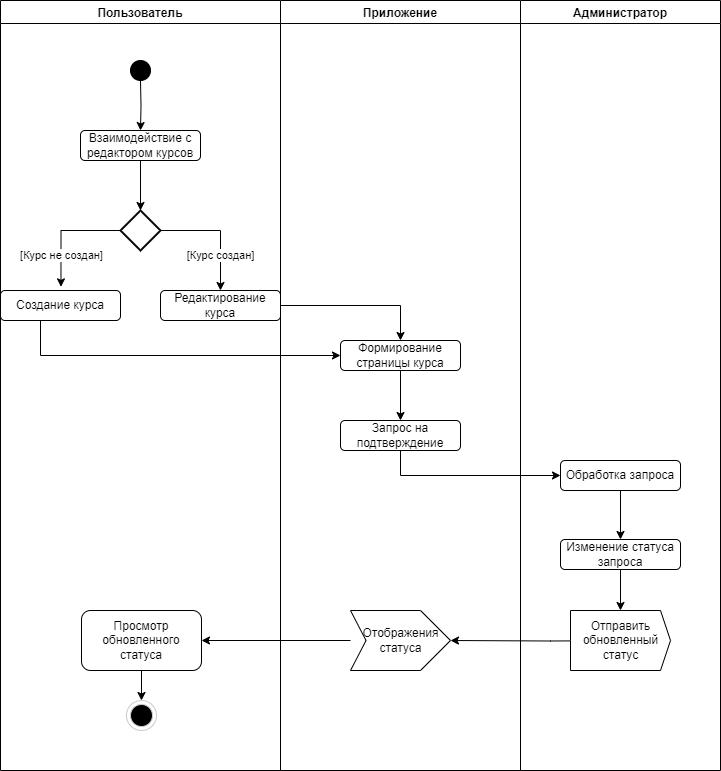 Пользователь
Приложение
Администратор
Взаимодействие с
редактором курсов
[Курс не создан]
[Курс создан]
Создание курса
Редактирование
курса
Формирование
страницы курса
Запрос на
подтверждение
Обработка запроса
Изменение статуса
запроса
Просмотр
обновленного
статуса
Отображения
статуса
Отправить
обновленный
статус